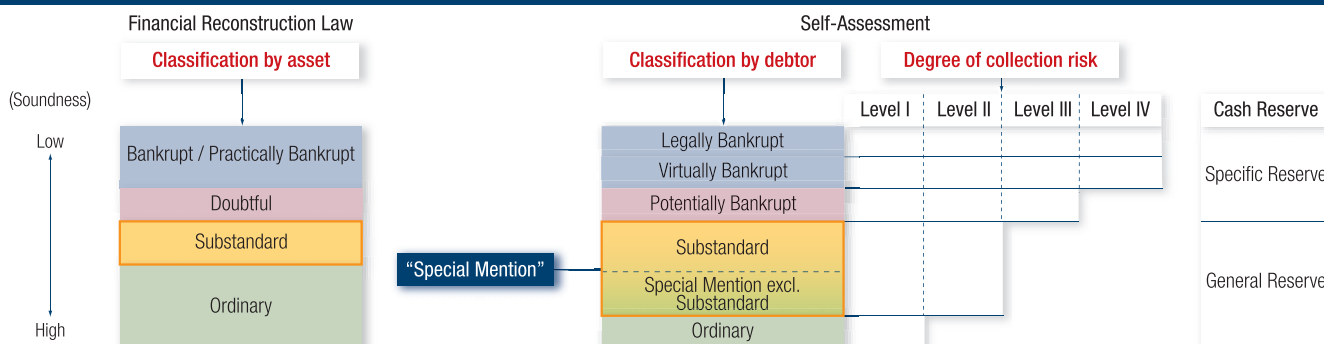 Financial Reconstruction Law
Self-Assessment
Classification by asset
Classification by debtor
Degree of collection risk
(Soundness)
Level I
Level II
Level III
Level IV
Cash Reserve
Low
Bankrupt / Practically Bankrupt
Legally Bankrupt
Virtually Bankrupt
Specific Reserve
Doubtful
Potentially Bankrupt
Substandard
Substandard
"Special Mention"
Special Mention excl.
Substandard
General Reserve
Ordinary
High
Ordinary